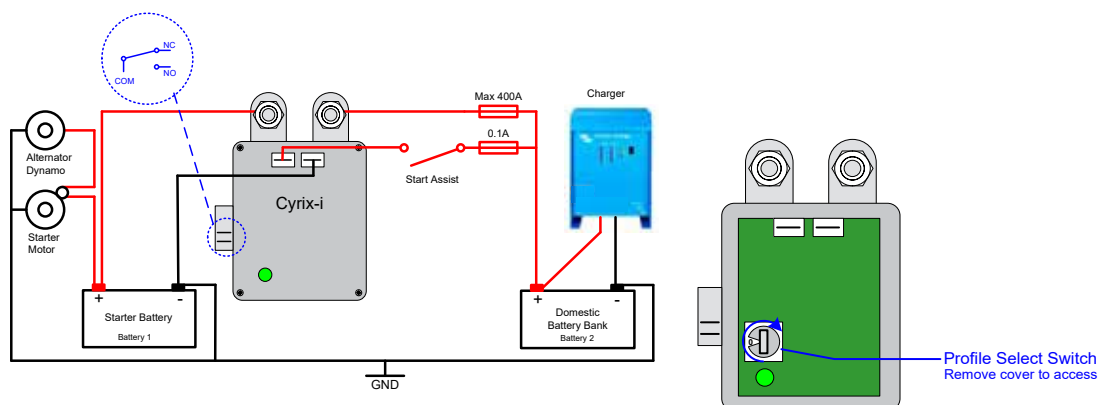 NC
COM
NO
Max 400A
Charger
0.1A
Alternator
Dynamo
Start Assist
Cyrix-i
Starter
Motor
+ -
Starter Battery
Battery 1
+ -
Domestic
Battery Bank
Battery 2
GND
0
Profile Select Switch
Remove cover to access